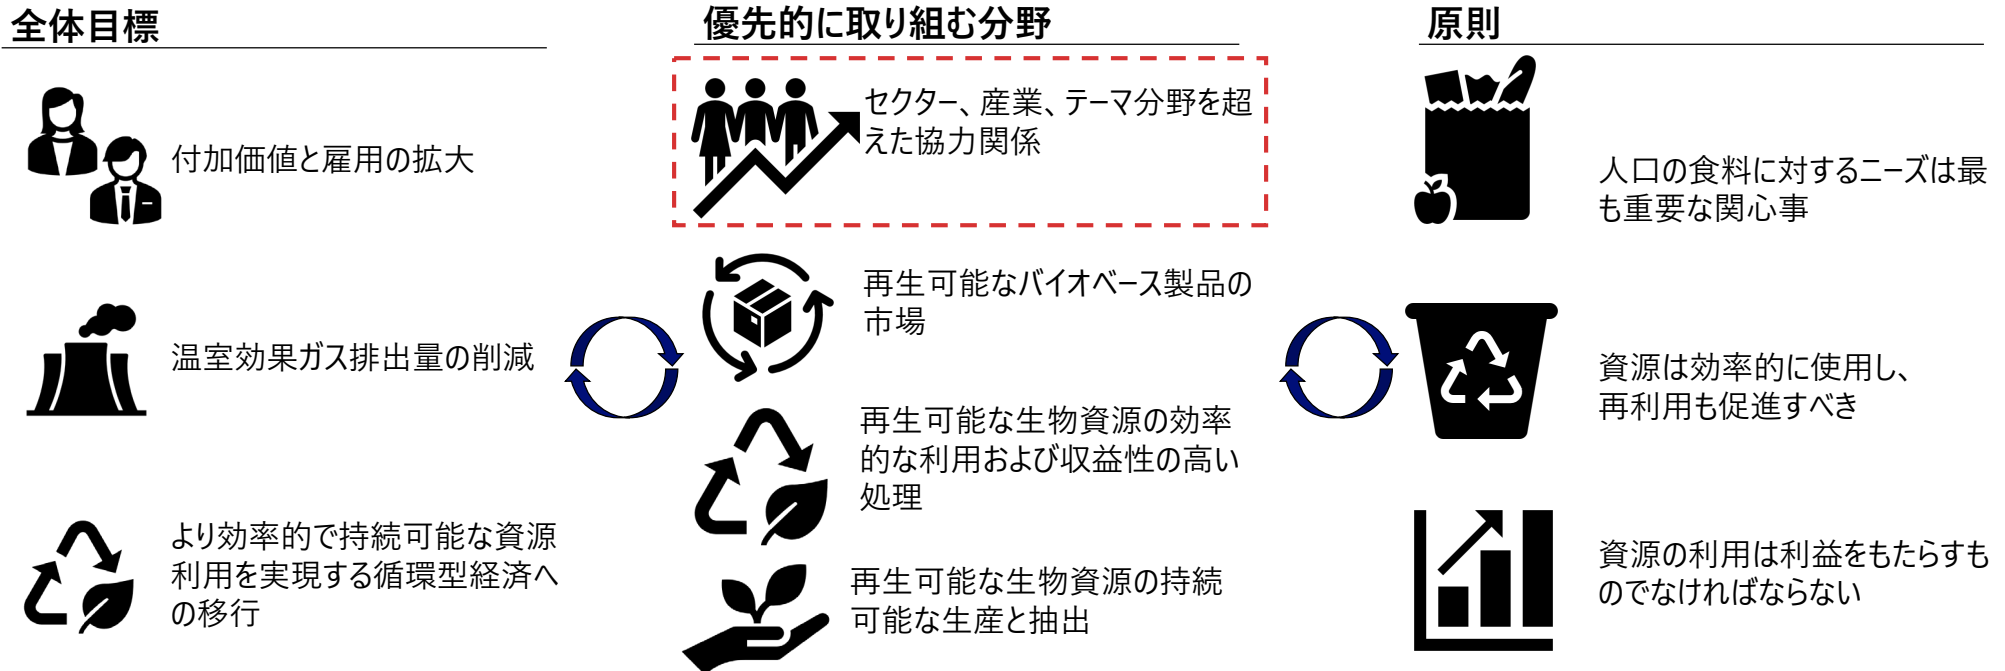 全体目標
付加価値と雇用の拡大
温室効果ガス排出量の削減
より効率的で持続可能な資源
利用を実現する循環型経済へ
の移行
優先的に取り組む分野
セクター、産業、テーマ分野を超
えた協力関係
再生可能なバイオベース製品の
市場
再生可能な生物資源の効率
的な利用および収益性の高い
処理
再生可能な生物資源の持続
可能な生産と抽出
原則
人口の食料に対するニーズは最
も重要な関心事
資源は効率的に使用し、
再利用も促進すべき
資源の利用は利益をもたらすも
のでなければならない